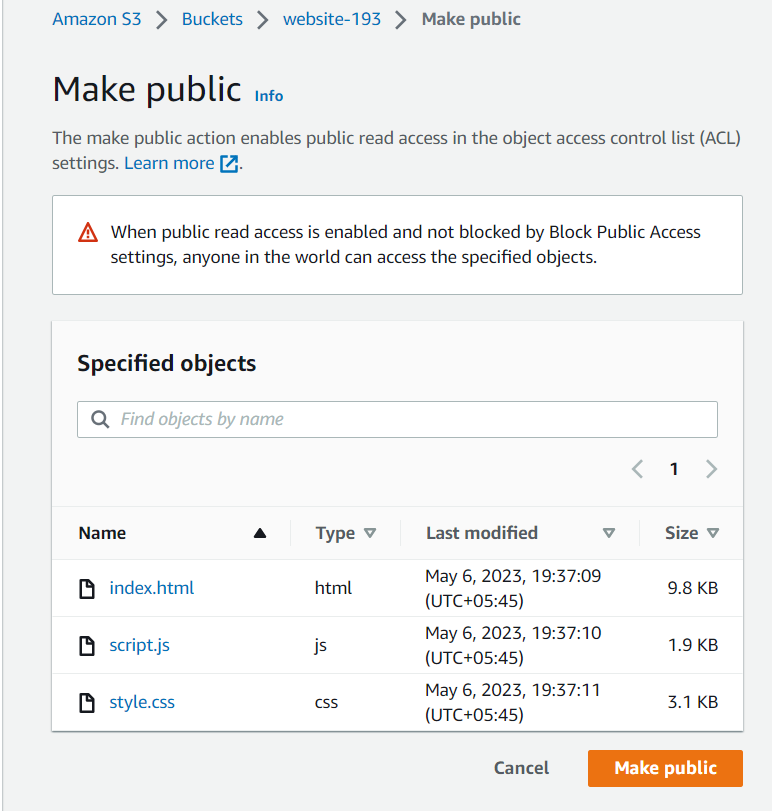 Amazon S3 > Buckets > website-193 > Make public
Make public Info
The make public action enables public read access in the object access control list (ACL)
settings. Learn more.
When public read access is enabled and not blocked by Block Public Access
settings, anyone in the world can access the specified objects.
Specified objects
Find objects by name
< 1 >
Name Type Last modified Size
index.html html May 6, 2023, 19:37:09 (UTC+05:45) 9.8 KB
script.js js May 6, 2023, 19:37:10 (UTC+05:45) 1.9 KB
style.css css May 6, 2023, 19:37:11 (UTC+05:45) 3.1 KB
Cancel Make public